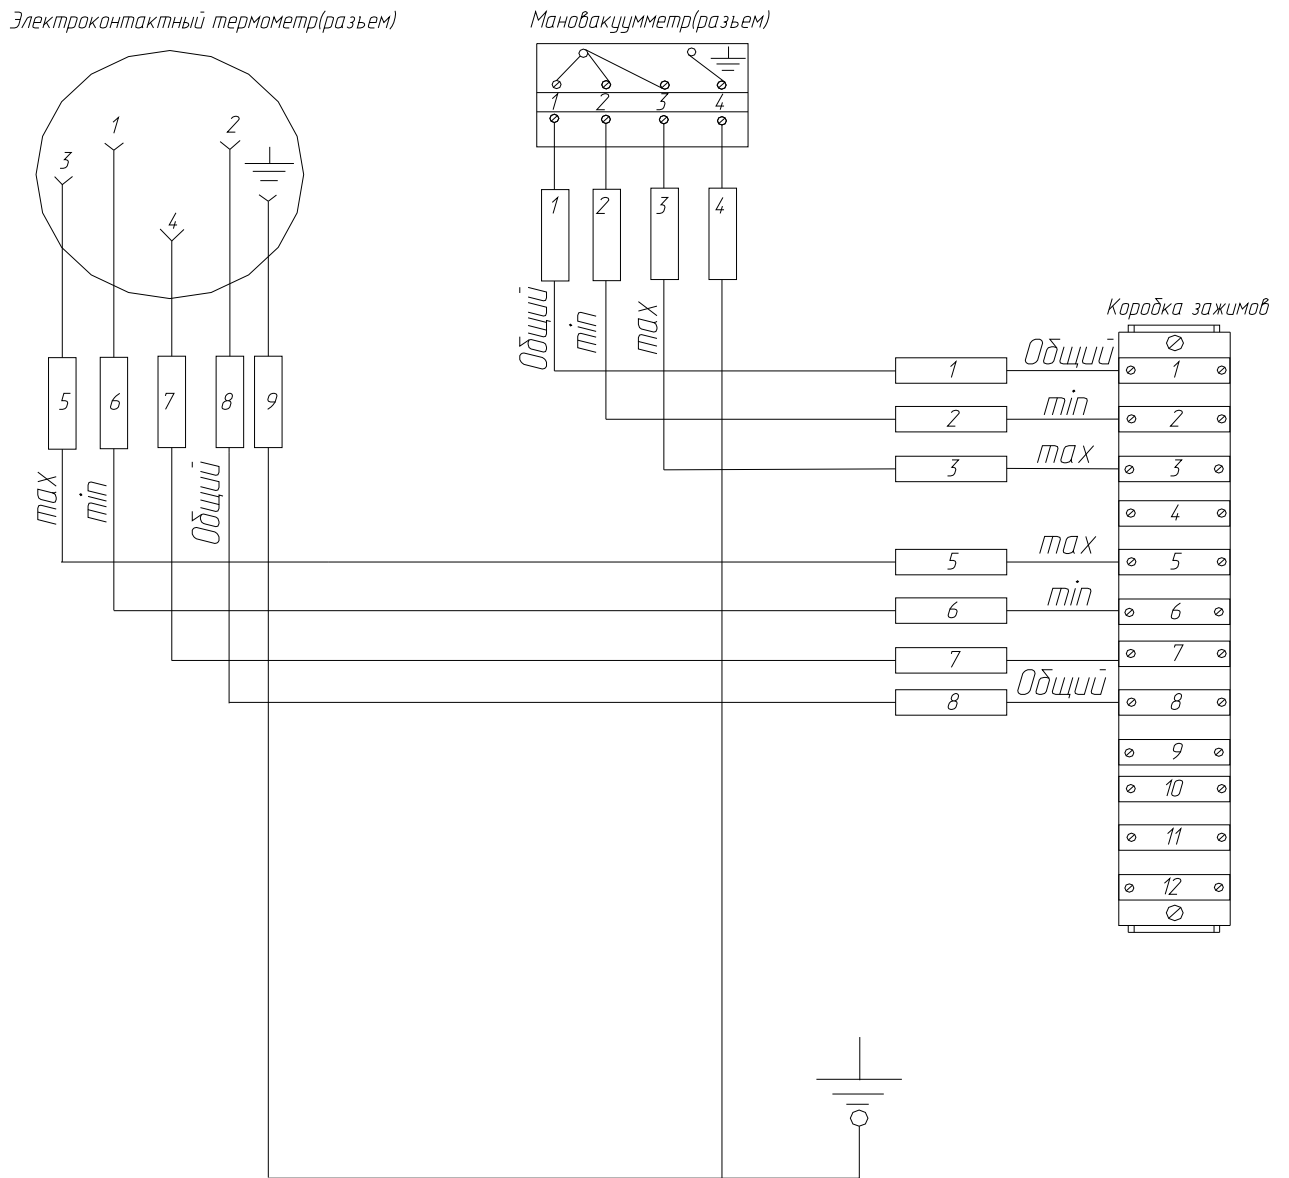 Электроконтактный термометр(разьем)
Мановакуумметр(разьем)
1 2 3 4
1
2
3
4
1 2 3 4
Общий
min
max
Коробка зажимов
5 6 7 8 9
max
min
Общий
1 Общий 1
2 min 2
3 max 3
4
5 max 5
6 min 6
7 7
8 Общий 8
9
10
11
12